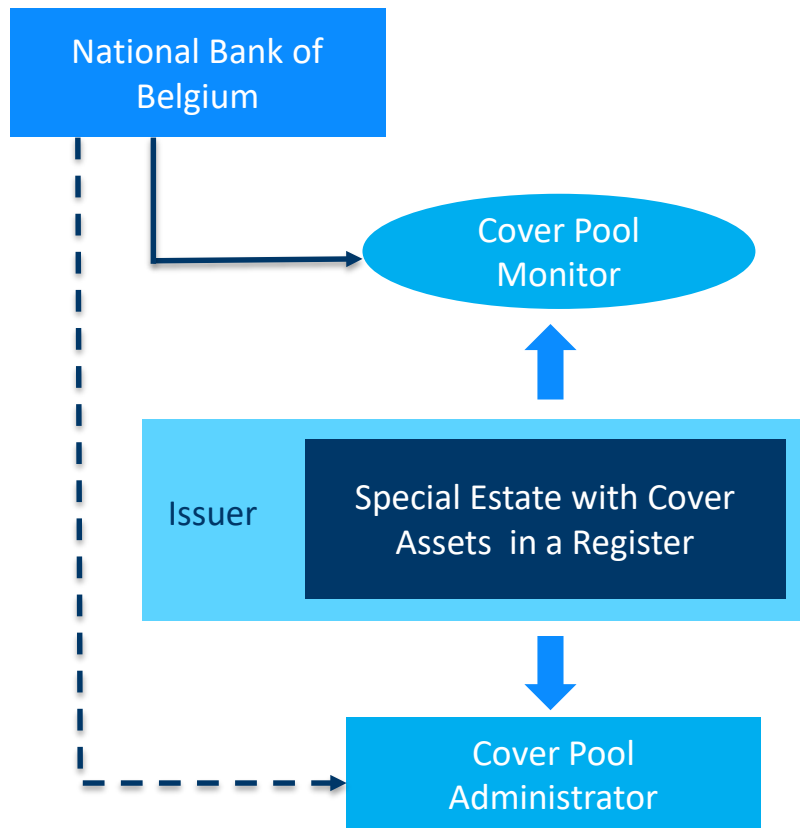 National Bank of
Belgium
Cover Pool
Monitor
Issuer
Special Estate with Cover
Assets in a Register
Cover Pool
Administrator